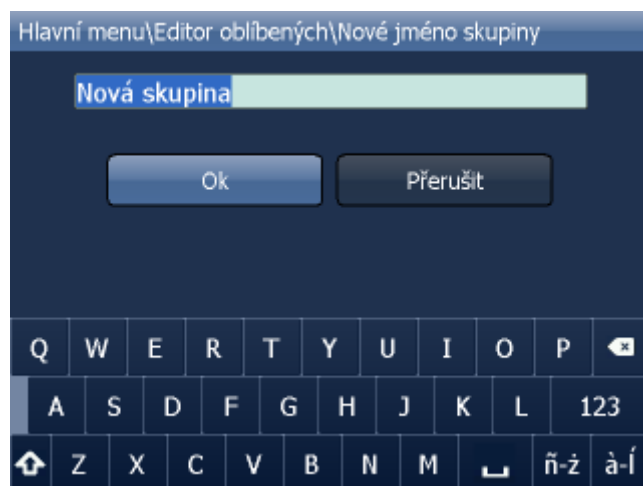 Hlavní menu\Editor oblíbených\Nové jméno skupiny
Nová skupina
Ok Přerušit
Q W E R T Y U I O P
A S D F G H J K L 123
Z X C V B N M ñ-ż à-Í